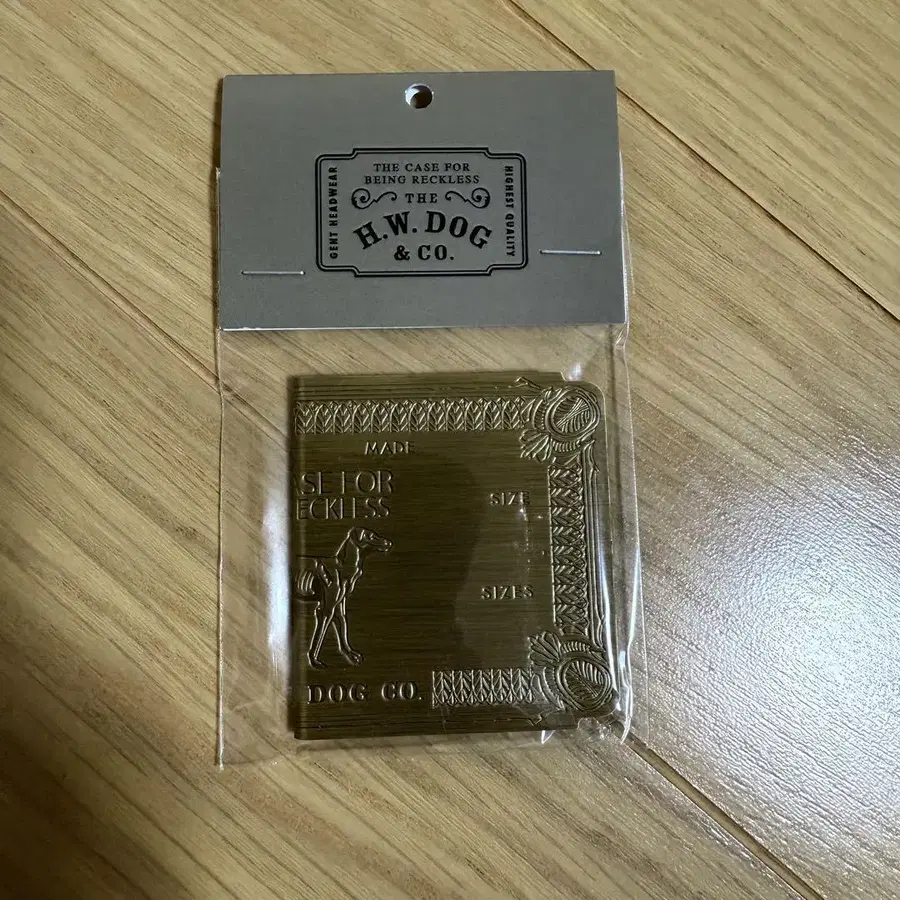 THE CASE FOR
BEING RECKLESS
THE
H.W. DOG
& CO.
GENT HEADWEAR
HIGHEST QUALITY
MADE
ASE FOR
ECKLESS
SIZE
SIZES
DOG CO.